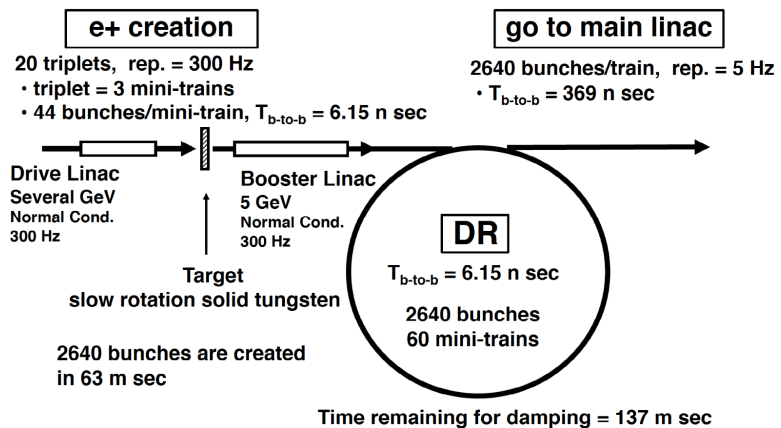 e+ creation
20 triplets, rep. = 300 Hz
• triplet = 3 mini-trains
• 44 bunches/mini-train, Tb-to-b = 6.15 n sec
go to main linac
2640 bunches/train, rep. = 5 Hz
• Tb-to-b = 369 n sec
Drive Linac
Several GeV
Normal Cond.
300 Hz
Booster Linac
5 GeV
Normal Cond.
300 Hz
Target
slow rotation solid tungsten
DR
Tb-to-b = 6.15 n sec
2640 bunches
60 mini-trains
2640 bunches are created
in 63 m sec
Time remaining for damping = 137 m sec